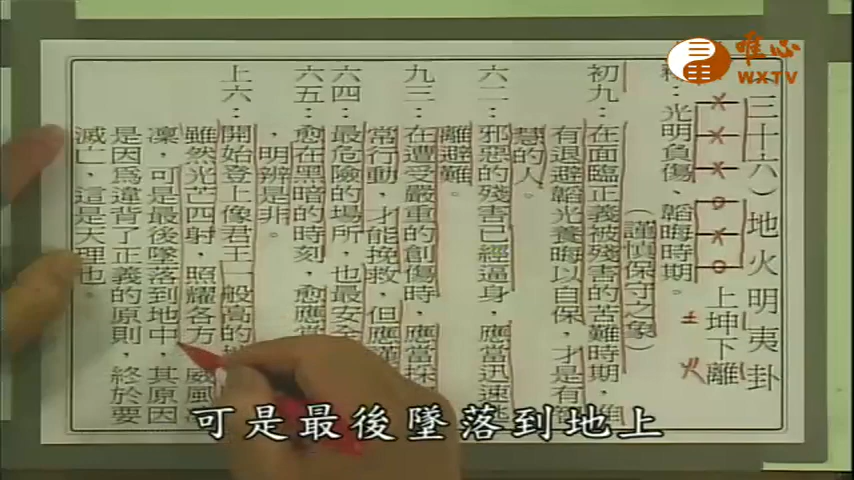 唯心
WXTV
三十六）地火明夷卦
上坤下離
土
火
：光明負傷、韜晦時期。
（謹慎保守之象）
初九：在面臨正義被殘害的苦難時期，
有退避韜光養晦以自保，才是有
慧的人。
六二：邪惡的殘害已經逼身，應當迅速
離避難。
九三：在遭受嚴重的創傷時，應當採
常行動，才能挽救，但應
六四：最危險的場所，也最安全
六五：愈在黑暗的時刻，愈應當
，明辨是非。
上六：開始登上像君王一般高的
雖然光芒四射，照耀各方，威風
凜，可是最後墜落到地中，其原因
是因為違背了正義的原則，終於要
滅亡，這是天理也。
可是最後墜落到地上